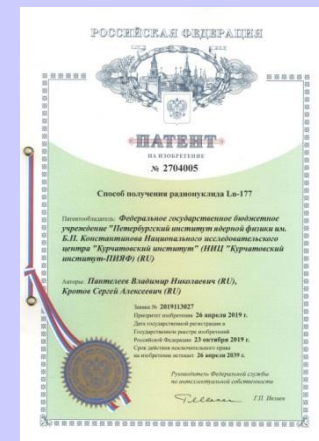 РОССИЙСКАЯ ФЕДЕРАЦИЯ
ПАТЕНТ
НА ИЗОБРЕТЕНИЕ
№ 2704005
Способ получения радионуклида Lu-177
Патентообладатель: Федеральное государственное бюджетное
учреждение "Петербургский институт ядерной физики им.
Б.П. Константинова Национального исследовательского
центра "Курчатовский институт" (НИЦ "Курчатовский
институт-ПИЯФ) (RU)
Авторы: Пантелеев Владимир Николаевич (RU),
Кротов Сергей Алексеевич (RU)
Заявка № 2019113027
Приоритет изобретения 26 апреля 2019 г.
Дата государственной регистрации в
Государственном реестре изобретений
Российской Федерации 23 октября 2019 г.
Срок действия исключительного права
на изобретение истекает 26 апреля 2039 г.
Руководитель Федеральной службы
по интеллектуальной собственности
Г.П. Ивлиев